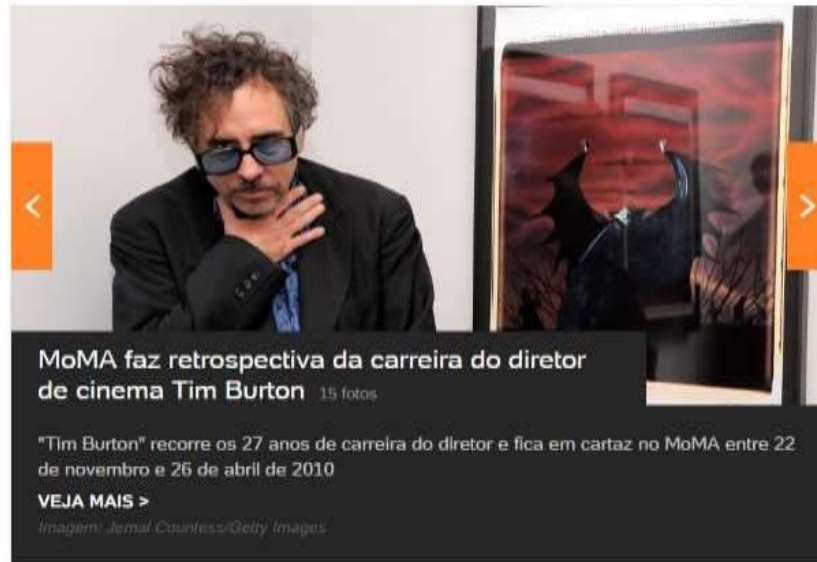 MoMA faz retrospectiva da carreira do diretor
de cinema Tim Burton 15 fotos
"Tim Burton" recorre os 27 anos de carreira do diretor e fica em cartaz no MoMA entre 22
de novembro e 26 de abril de 2010
VEJA MAIS >
Imagem: Jemal Countess/Getty Images